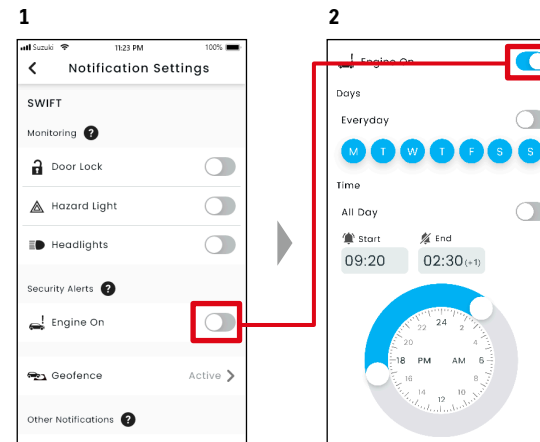 1
Suzuki 11:23 PM 100%
Notification Settings
SWIFT
Monitoring ?
Door Lock
Hazard Light
Headlights
Security Alerts ?
Engine On
Geofence Active
Other Notifications ?
2
Engine On
Days
Everyday
M T W T F S S
Time
All Day
Start End
09:20 02:30 (+1)
24
22 2
20 4
18 PM AM 6
16 8
14 10
12